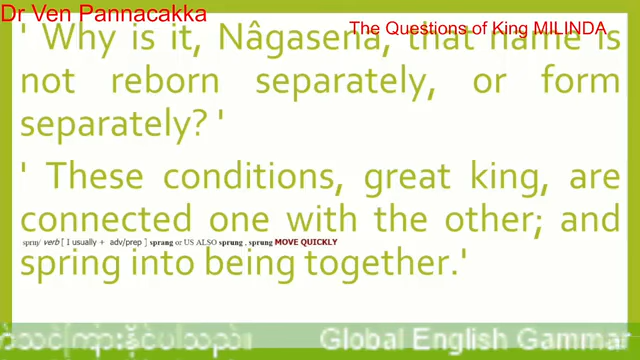 Dr Ven Pannacakka
The Questions of King MILINDA
' Why is it, Nâgasena, that name is
not reborn separately, or form
separately? '
' These conditions, great king, are
connected one with the other; and
/ verb [ I usually + adv/prep ] sprang or US ALSO sprung , sprung MOVE QUICKLY
spring into being together.'
Global English Gammar